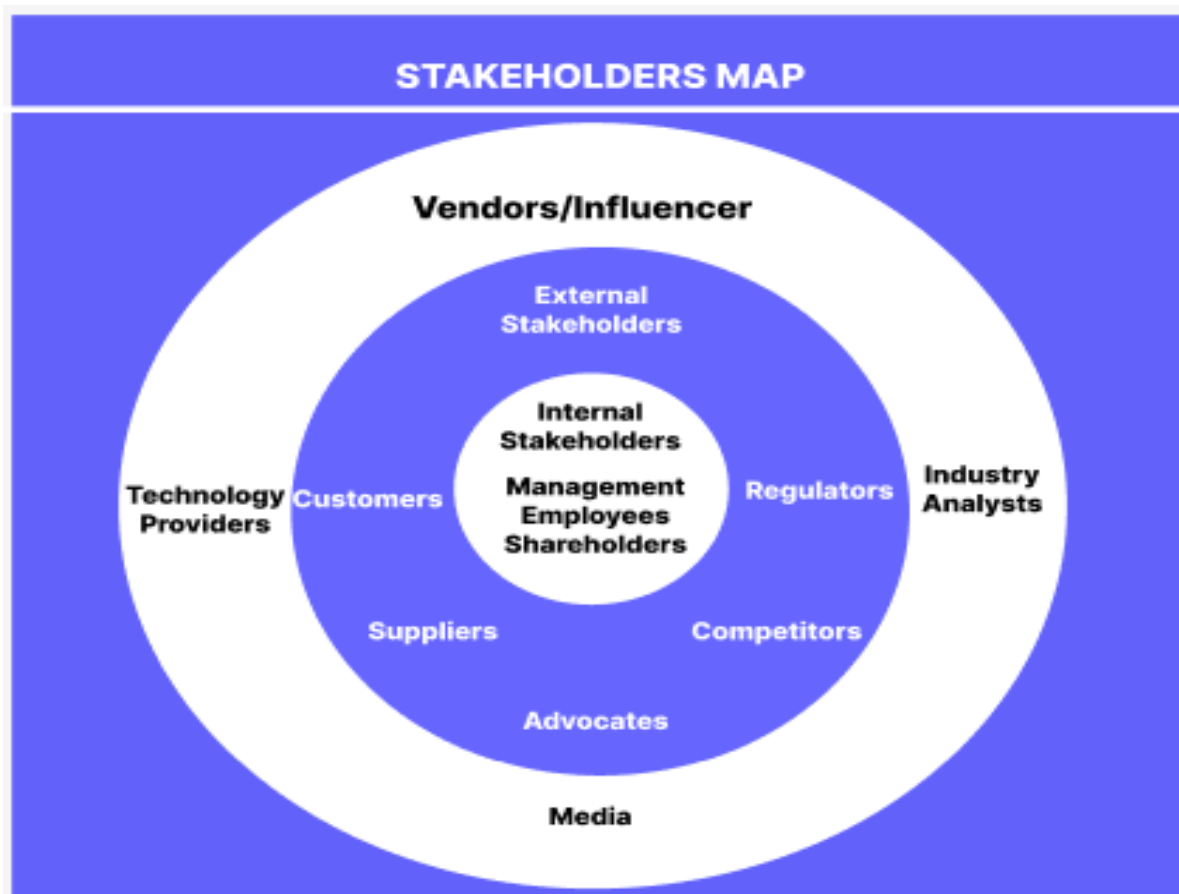 STAKEHOLDERS MAP
Vendors/Influencer
External
Stakeholders
Internal
Stakeholders
Management
Employees
Shareholders
Technology
Providers
Customers
Regulators
Industry
Analysts
Suppliers
Competitors
Advocates
Media